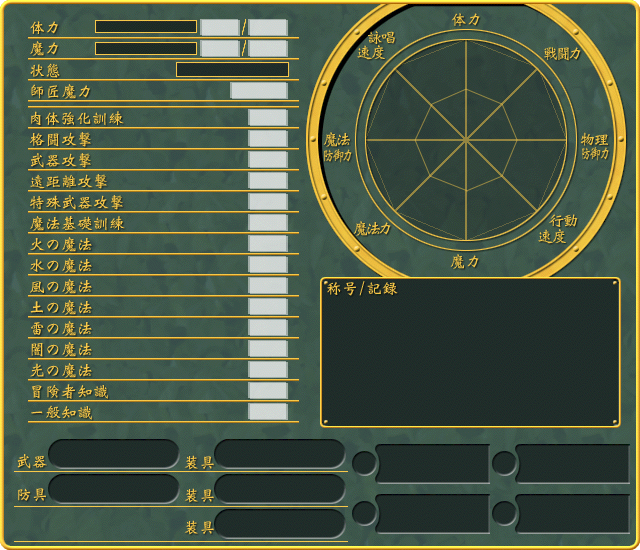 体力 /
魔力 /
状態
師匠魔力
肉体強化訓練
格闘攻撃
武器攻撃
遠距離攻撃
特殊武器攻撃
魔法基礎訓練
火の魔法
水の魔法
風の魔法
土の魔法
雷の魔法
闇の魔法
光の魔法
冒険者知識
一般知識
体力
詠唱
速度
戦闘力
魔法
防御力
物理
防御力
魔法力
行動
速度
魔力
称号/記録
武器
装具
防具
装具
装具